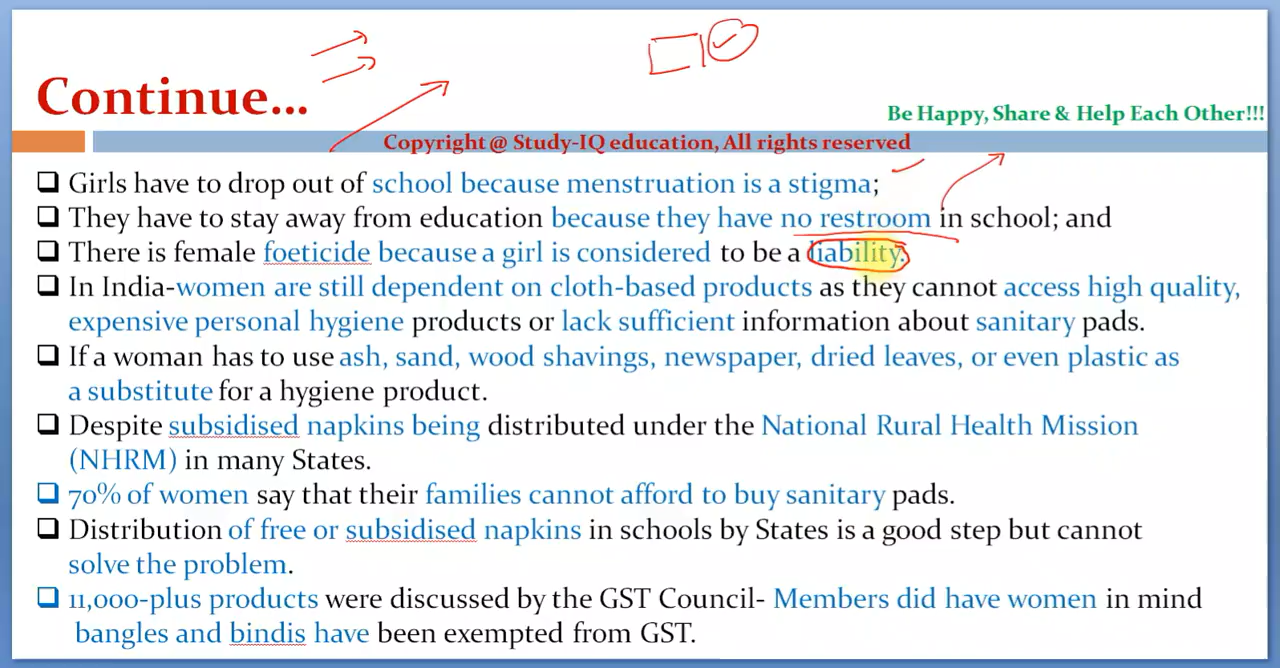 Continue...
Be Happy, Share & Help Each Other!!!
Copyright @ Study-IQ education, All rights reserved
❑ Girls have to drop out of school because menstruation is a stigma;
❑ They have to stay away from education because they have no restroom in school; and
❑ There is female foeticide because a girl is considered to be a liability.
❑ In India-women are still dependent on cloth-based products as they cannot access high quality,
expensive personal hygiene products or lack sufficient information about sanitary pads.
❑ If a woman has to use ash, sand, wood shavings, newspaper, dried leaves, or even plastic as
a substitute for a hygiene product.
❑ Despite subsidised napkins being distributed under the National Rural Health Mission
(NHRM) in many States.
❑ 70% of women say that their families cannot afford to buy sanitary pads.
❑ Distribution of free or subsidised napkins in schools by States is a good step but cannot
solve the problem.
❑ 11,000-plus products were discussed by the GST Council- Members did have women in mind
bangles and bindis have been exempted from GST.